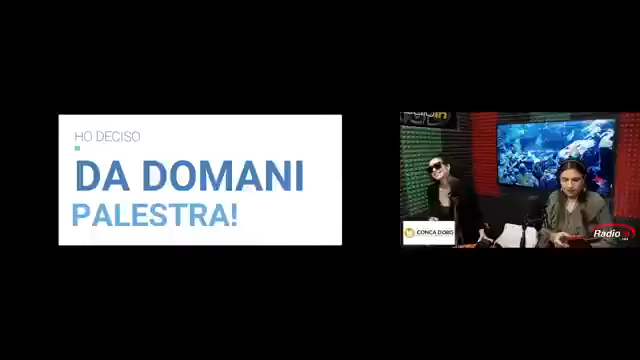 HO DECISO
DA DOMANI
PALESTRA!
CONCA D'ORO
Radio